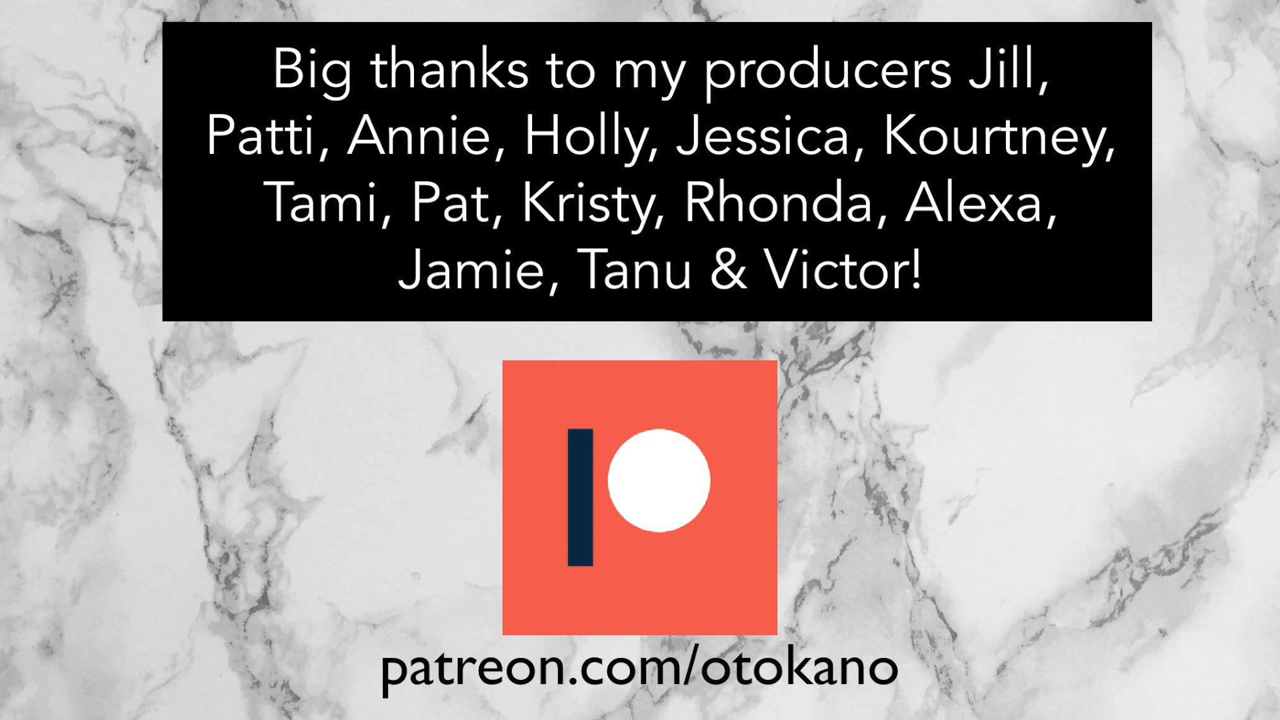 Big thanks to my producers Jill,
Patti, Annie, Holly, Jessica, Kourtney,
Tami, Pat, Kristy, Rhonda, Alexa,
Jamie, Tanu & Victor!
patreon.com/otokano